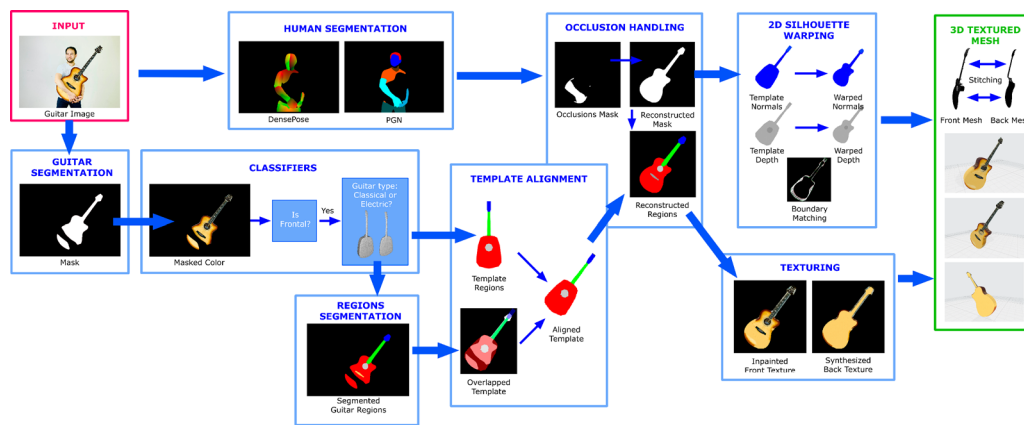 INPUT
Guitar Image
HUMAN SEGMENTATION
DensePose
PGN
OCCLUSION HANDLING
Occlusions Mask
Reconstructed
Mask
Reconstructed
Regions
2D SILHOUETTE
WARPING
Template
Normals
Warped
Normals
Template
Depth
Warped
Depth
Boundary
Matching
3D TEXTURED
MESH
Stitching
Front Mesh
Back Mesh
GUITAR
SEGMENTATION
Mask
CLASSIFIERS
Masked Color
Is
Frontal?
Yes
Guitar type:
Classical or
Electric?
REGIONS
SEGMENTATION
Segmented
Guitar Regions
TEMPLATE ALIGNMENT
Template
Regions
Overlapped
Template
Aligned
Template
TEXTURING
Inpainted
Front Texture
Synthesized
Back Texture